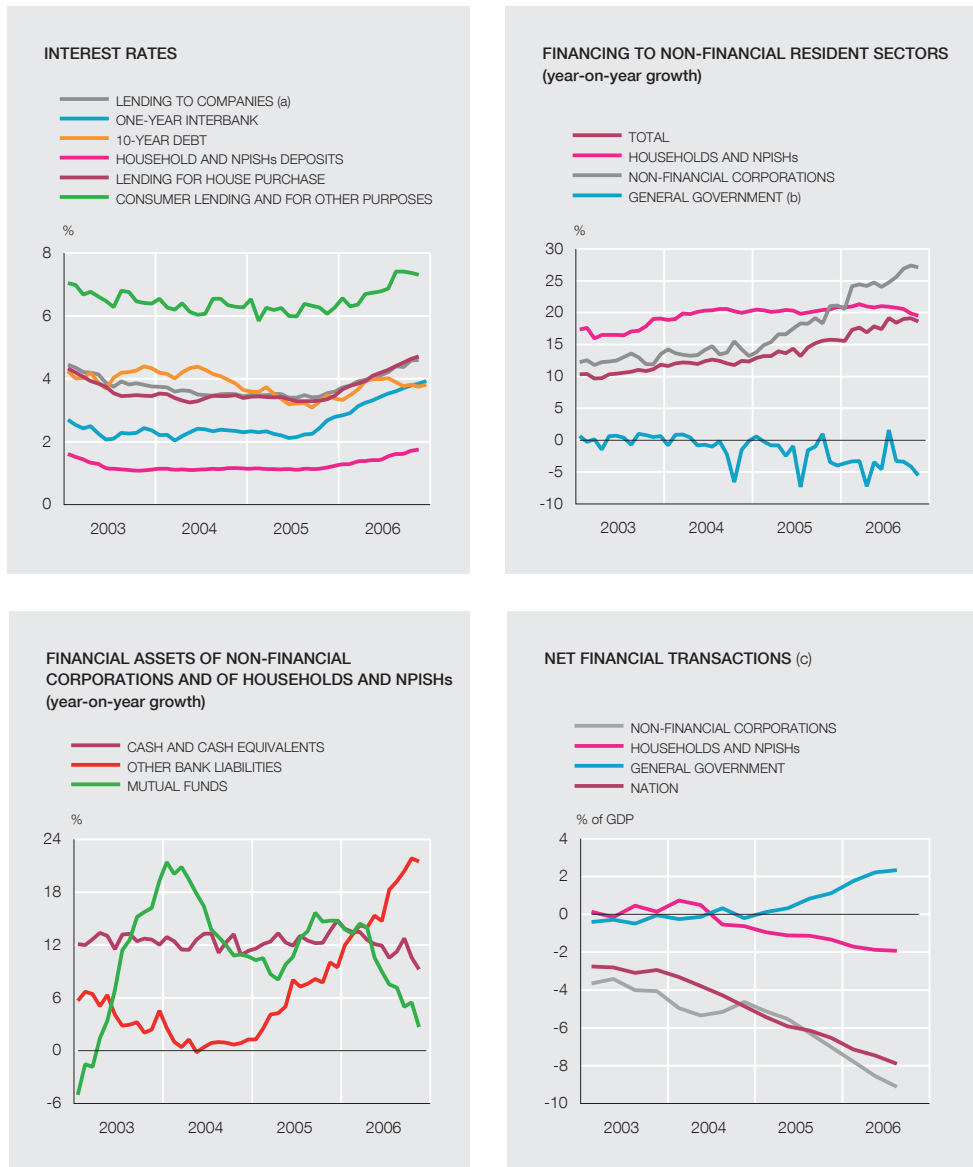 INTEREST RATES
LENDING TO COMPANIES (a)
ONE-YEAR INTERBANK
10-YEAR DEBT
HOUSEHOLD AND NPISHs DEPOSITS
LENDING FOR HOUSE PURCHASE
CONSUMER LENDING AND FOR OTHER PURPOSES
%
8
6
4
2
0
2003 2004 2005 2006
FINANCING TO NON-FINANCIAL RESIDENT SECTORS
(year-on-year growth)
TOTAL
HOUSEHOLDS AND NPISHs
NON-FINANCIAL CORPORATIONS
GENERAL GOVERNMENT (b)
%
30
25
20
15
10
5
0
-5
-10
2003 2004 2005 2006
FINANCIAL ASSETS OF NON-FINANCIAL
CORPORATIONS AND OF HOUSEHOLDS AND NPISHs
(year-on-year growth)
CASH AND CASH EQUIVALENTS
OTHER BANK LIABILITIES
MUTUAL FUNDS
%
24
18
12
6
0
-6
2003 2004 2005 2006
NET FINANCIAL TRANSACTIONS (c)
NON-FINANCIAL CORPORATIONS
HOUSEHOLDS AND NPISHs
GENERAL GOVERNMENT
NATION
% of GDP
4
2
0
-2
-4
-6
-8
-10
2003 2004 2005 2006